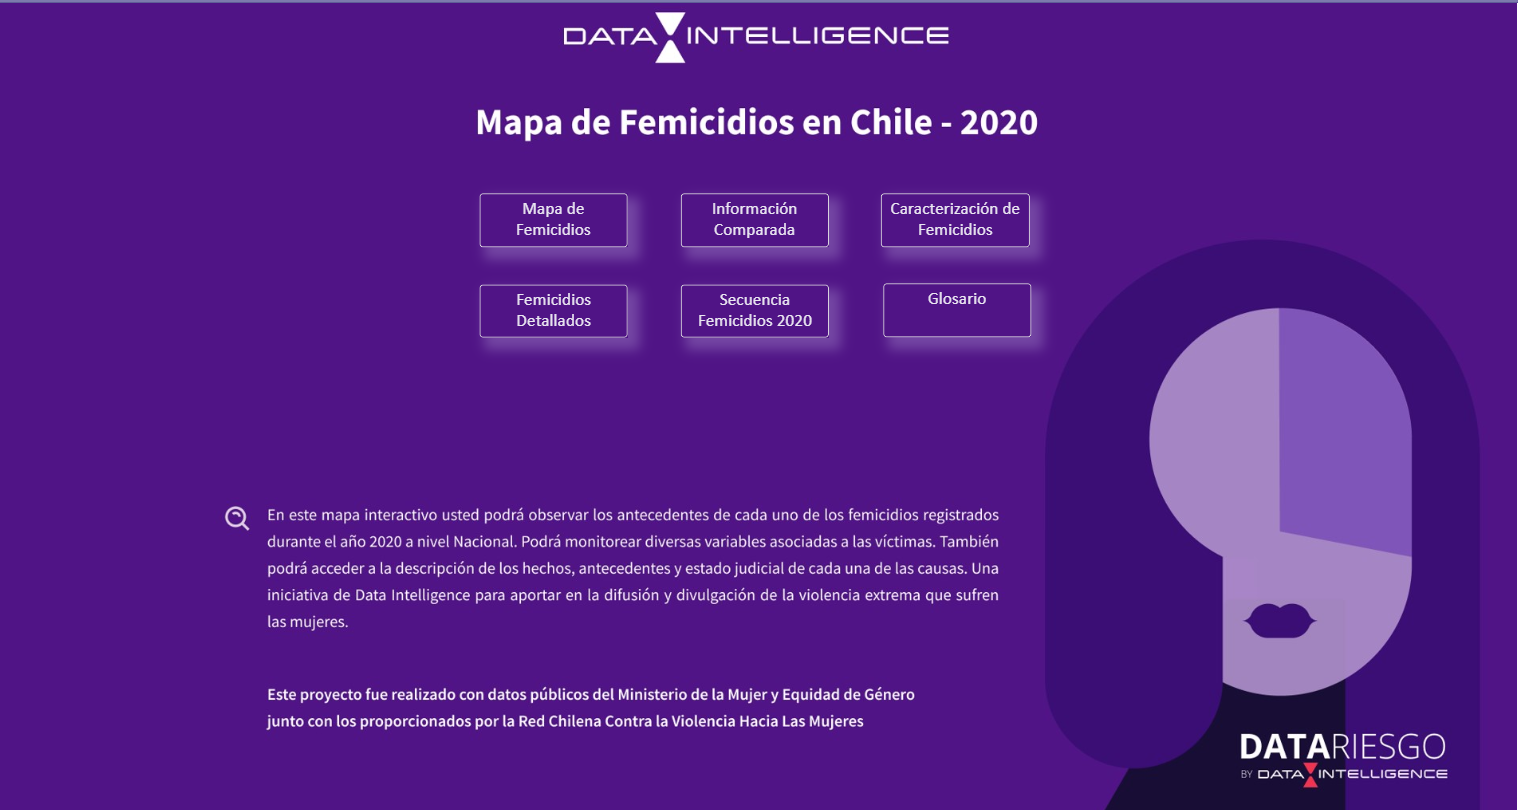 DATA INTELLIGENCE
Mapa de Femicidios en Chile - 2020
Mapa de
Femicidios
Información
Comparada
Caracterización de
Femicidios
Femicidios
Detallados
Secuencia
Femicidios 2020
Glosario
En este mapa interactivo usted podrá observar los antecedentes de cada uno de los femicidios registrados
durante el año 2020 a nivel Nacional. Podrá monitorear diversas variables asociadas a las víctimas. También
podrá acceder a la descripción de los hechos, antecedentes y estado judicial de cada una de las causas. Una
iniciativa de Data Intelligence para aportar en la difusión y divulgación de la violencia extrema que sufren
las mujeres.
Este proyecto fue realizado con datos públicos del Ministerio de la Mujer y Equidad de Género
junto con los proporcionados por la Red Chilena Contra la Violencia Hacia Las Mujeres
DATARIESGO
BY DATA INTELLIGENCE